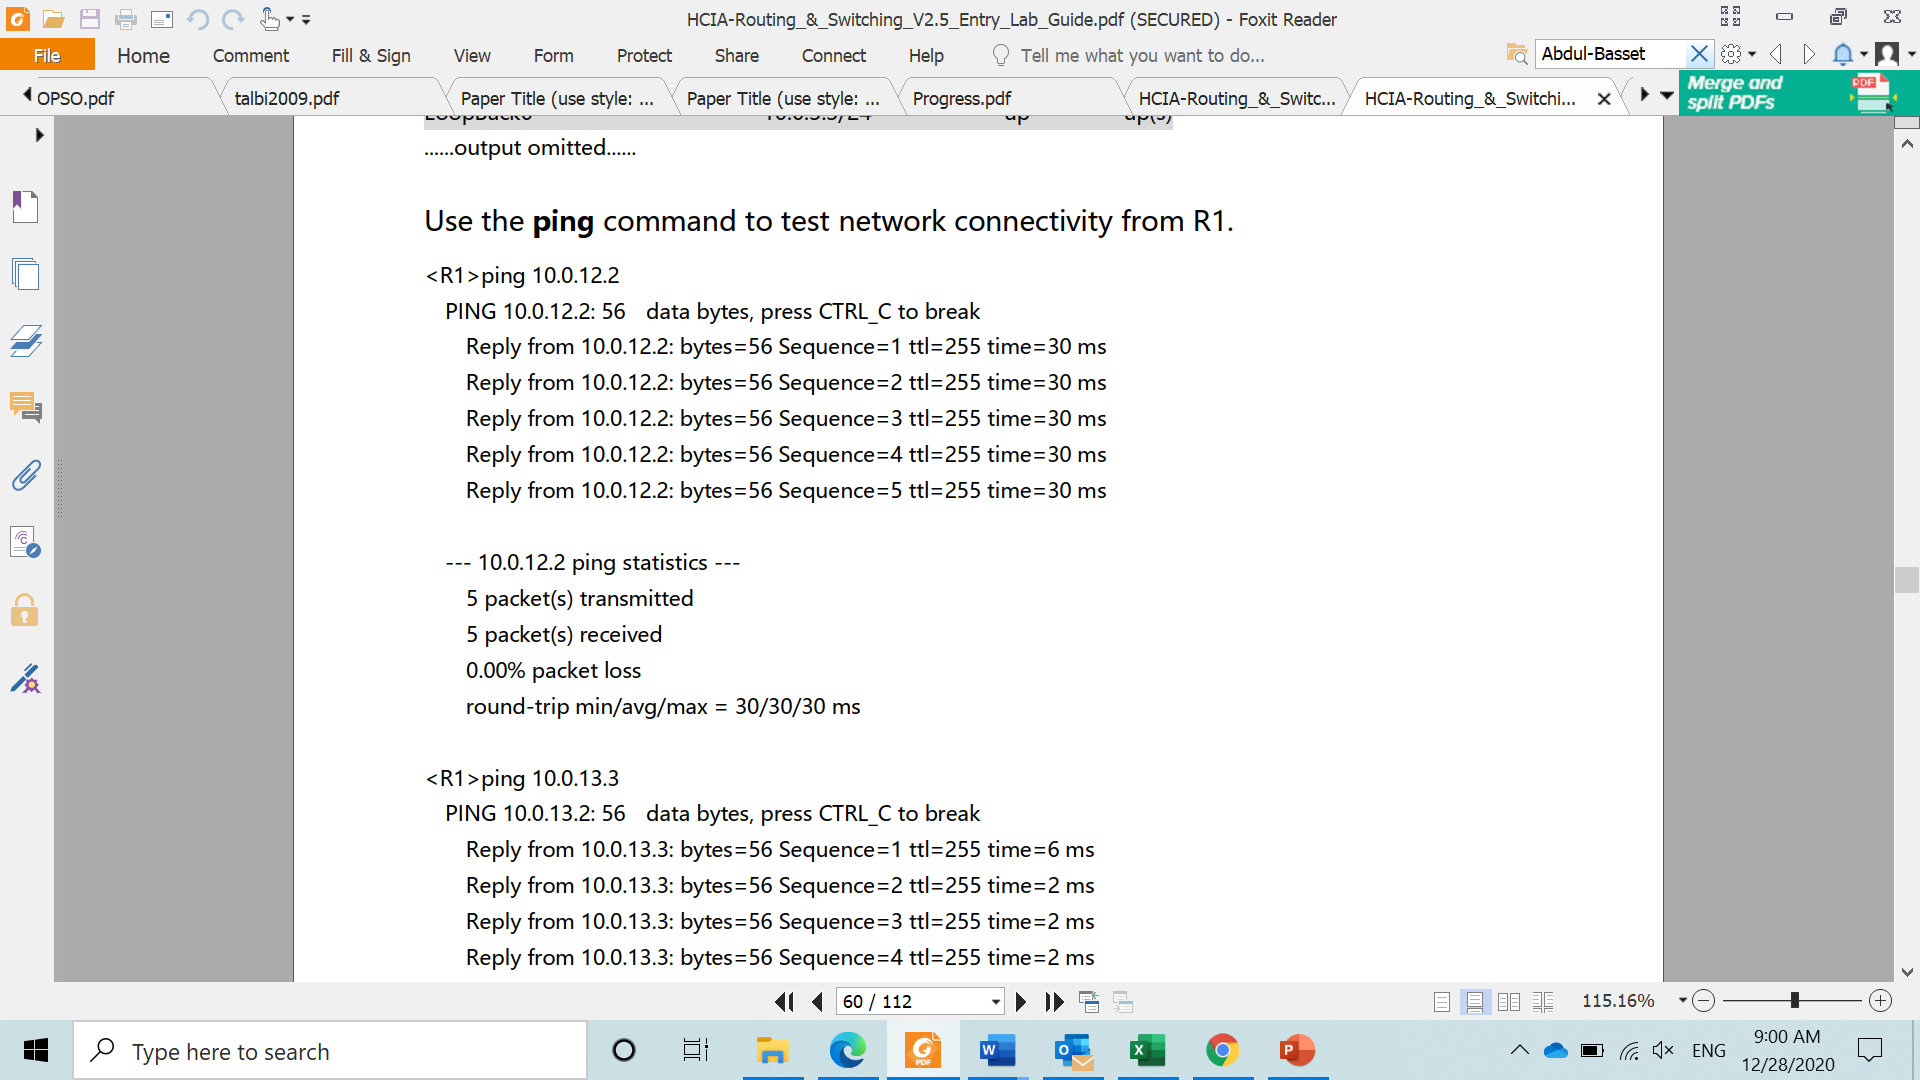 HCIA-Routing_&_Switching_V2.5_Entry_Lab_Guide.pdf (SECURED) - Foxit Reader
File Home Comment Fill & Sign View Form Protect Share Connect Help Tell me what you want to do... Abdul-Basset
OPSO.pdf talbi2009.pdf Paper Title (use style: ... Paper Title (use style: ... Progress.pdf HCIA-Routing_&_Switc... HCIA-Routing_&_Switchi...
Merge and
split PDFs
PDF
LoopBack0 10.0.3.3/24 up up(s)
......output omitted......
Use the ping command to test network connectivity from R1.
<R1>ping 10.0.12.2
PING 10.0.12.2: 56 data bytes, press CTRL_C to break
Reply from 10.0.12.2: bytes=56 Sequence=1 ttl=255 time=30 ms
Reply from 10.0.12.2: bytes=56 Sequence=2 ttl=255 time=30 ms
Reply from 10.0.12.2: bytes=56 Sequence=3 ttl=255 time=30 ms
Reply from 10.0.12.2: bytes=56 Sequence=4 ttl=255 time=30 ms
Reply from 10.0.12.2: bytes=56 Sequence=5 ttl=255 time=30 ms
--- 10.0.12.2 ping statistics ---
5 packet(s) transmitted
5 packet(s) received
0.00% packet loss
round-trip min/avg/max = 30/30/30 ms
<R1>ping 10.0.13.3
PING 10.0.13.2: 56 data bytes, press CTRL_C to break
Reply from 10.0.13.3: bytes=56 Sequence=1 ttl=255 time=6 ms
Reply from 10.0.13.3: bytes=56 Sequence=2 ttl=255 time=2 ms
Reply from 10.0.13.3: bytes=56 Sequence=3 ttl=255 time=2 ms
Reply from 10.0.13.3: bytes=56 Sequence=4 ttl=255 time=2 ms
60 / 112
115.16%
Type here to search
PDF
ENG
9:00 AM
12/28/2020